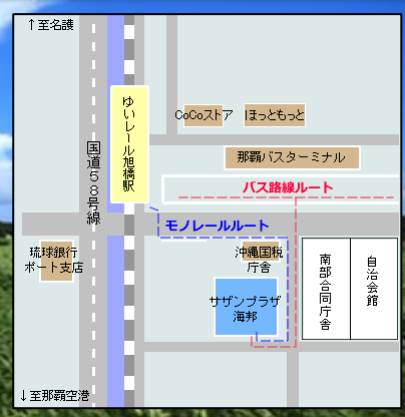 ↑至名護
CoCoストア
ほっともっと
ゆいレール旭橋駅
国道58号線
那覇バスターミナル
バス路線ルート
モノレールルート
琉球銀行
ポート支店
沖縄国税
庁舎
サザンプラザ
海邦
南部合同庁舎
自治会館
↓至那覇空港